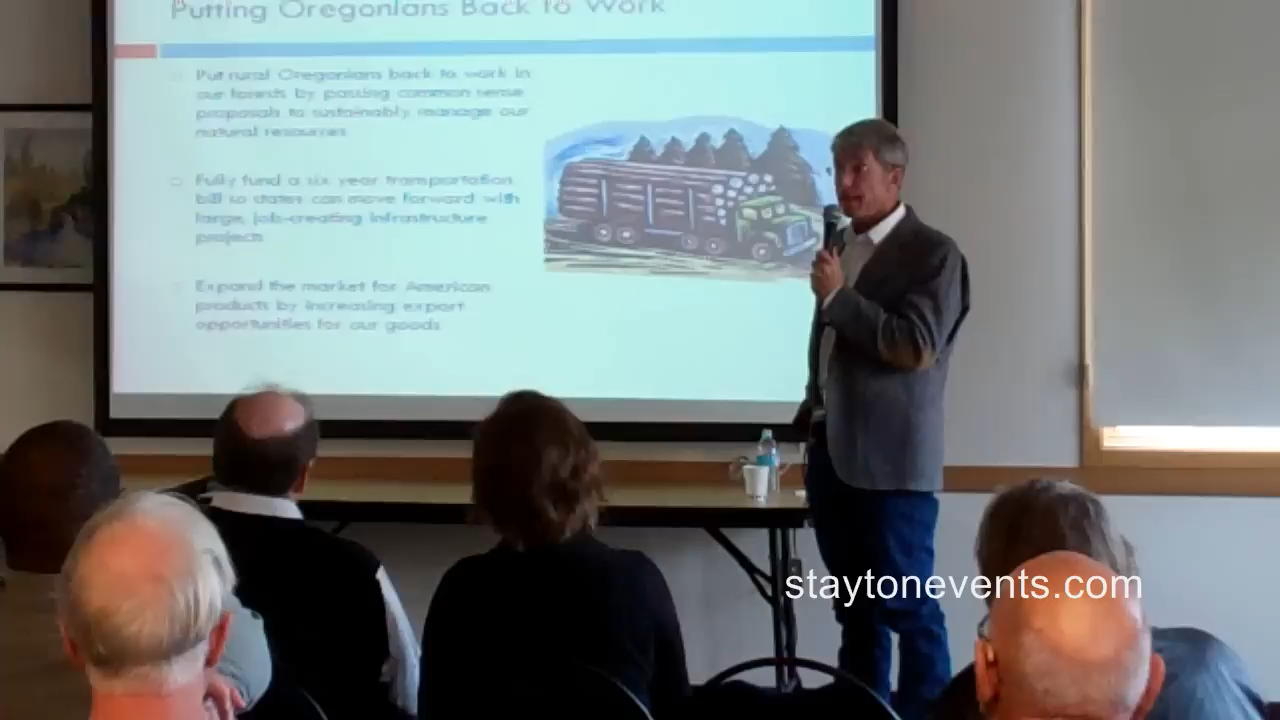 Putting Oregonians Back to Work
Put rural Oregonians back to work in
our forests by passing common sense
proposals to sustainably manage our
natural resources
Fully fund a six year transportation
bill so states can move forward with
large, job-creating infrastructure
projects
Expand the market for American
products by increasing export
opportunities for our goods
staytonevents.com